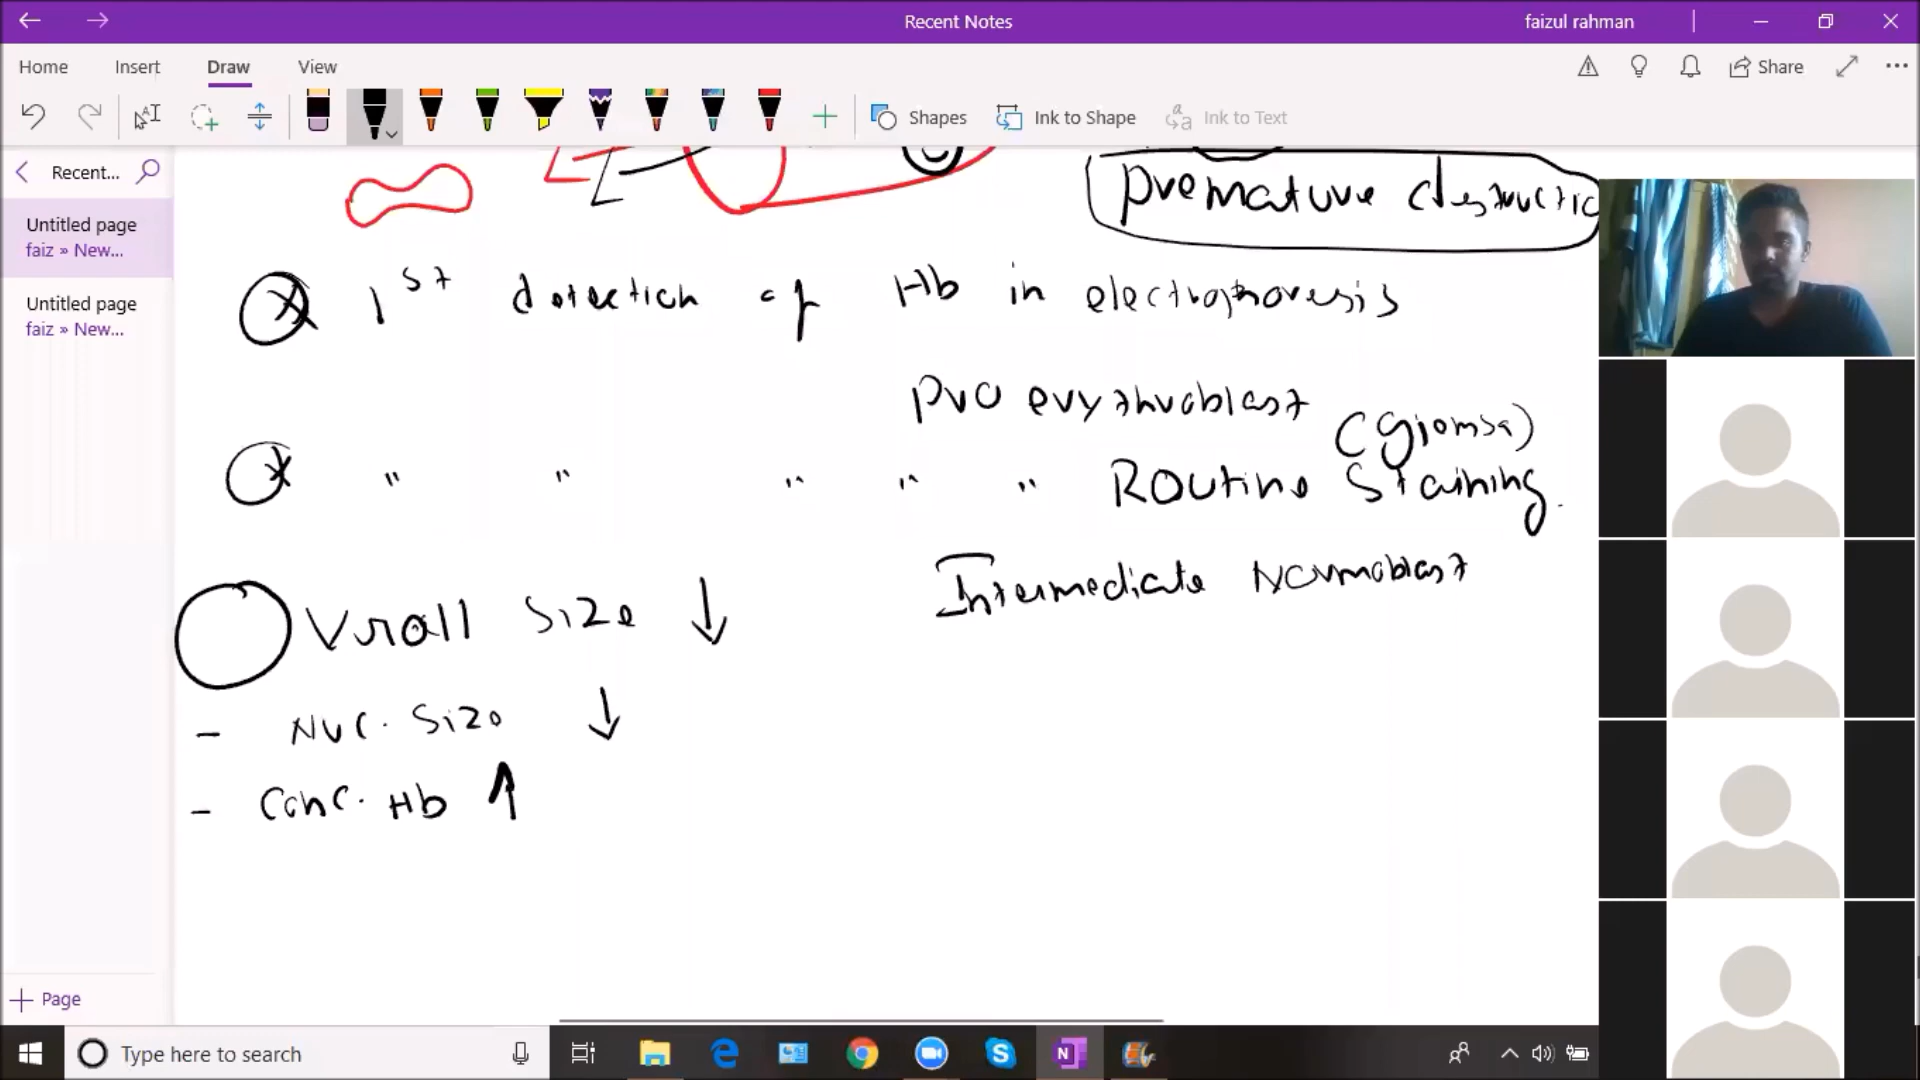 Recent Notes
faizul rahman
Home Insert Draw View
Share
Shapes
Ink to Shape
Ink to Text
Recent...
Untitled page
faiz » New...
Untitled page
faiz » New...
Premature destructio
1st detection of Hb in electrophoresis
Pro erythroblast
(Giemsa)
" " " " " Routine Staining.
Intermediate Normoblast
Overall Size ↓
- Nuc. Size ↓
- Conc. Hb ↑
+ Page
Type here to search